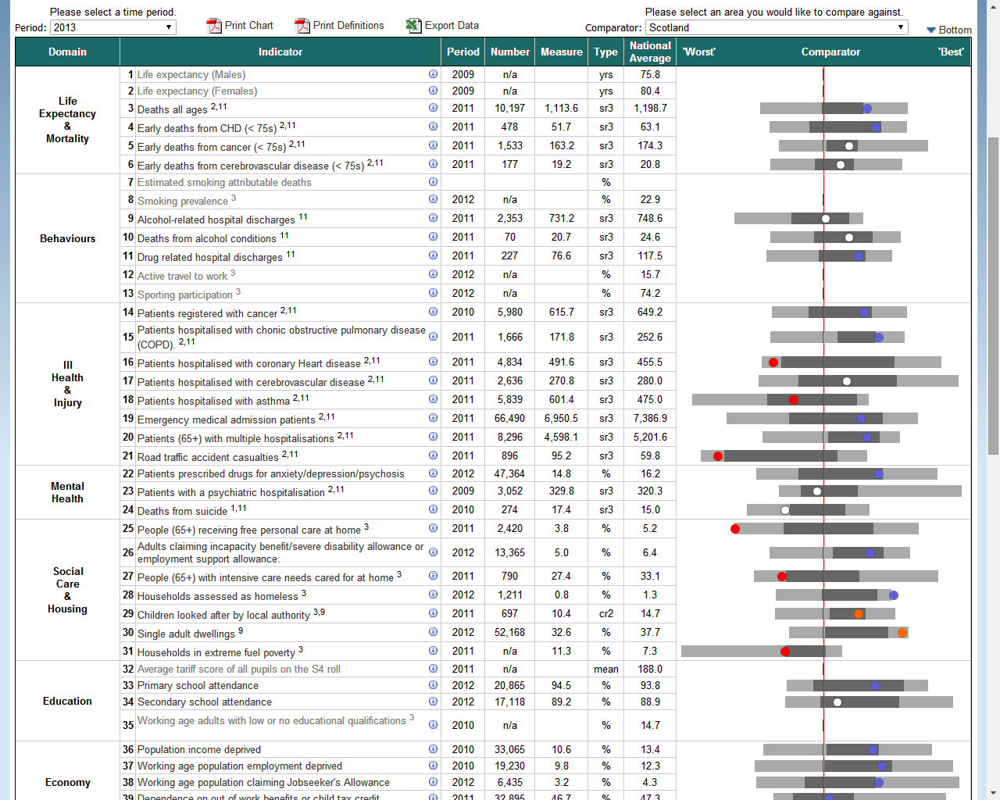 Please select a time period.
Please select an area you would like to compare against.
Period: 2013 Print Chart Print Definitions Export Data Comparator: Scotland Bottom
Domain Indicator Period Number Measure Type National Average 'Worst' Comparator 'Best'
Life Expectancy & Mortality
1 Life expectancy (Males) 2009 n/a yrs 75.8
2 Life expectancy (Females) 2009 n/a yrs 80.4
3 Deaths all ages 2,11 2011 10,197 1,113.6 sr3 1,198.7
4 Early deaths from CHD (< 75s) 2,11 2011 478 51.7 sr3 63.1
5 Early deaths from cancer (< 75s) 2,11 2011 1,533 163.2 sr3 174.3
6 Early deaths from cerebrovascular disease (< 75s) 2,11 2011 177 19.2 sr3 20.8
Behaviours
7 Estimated smoking attributable deaths %
8 Smoking prevalence 3 2012 n/a % 22.9
9 Alcohol-related hospital discharges 11 2011 2,353 731.2 sr3 748.6
10 Deaths from alcohol conditions 11 2011 70 20.7 sr3 24.6
11 Drug related hospital discharges 11 2011 227 76.6 sr3 117.5
12 Active travel to work 3 2012 n/a % 15.7
13 Sporting participation 3 2012 n/a % 74.2
Ill Health & Injury
14 Patients registered with cancer 2,11 2010 5,980 615.7 sr3 649.2
15 Patients hospitalised with chonic obstructive pulmonary disease (COPD). 2,11 2011 1,666 171.8 sr3 252.6
16 Patients hospitalised with coronary Heart disease 2,11 2011 4,834 491.6 sr3 455.5
17 Patients hospitalised with cerebrovascular disease 2,11 2011 2,636 270.8 sr3 280.0
18 Patients hospitalised with asthma 2,11 2011 5,839 601.4 sr3 475.0
19 Emergency medical admission patients 2,11 2011 66,490 6,950.5 sr3 7,386.9
20 Patients (65+) with multiple hospitalisations 2,11 2011 8,296 4,598.1 sr3 5,201.6
21 Road traffic accident casualties 2,11 2011 896 95.2 sr3 59.8
Mental Health
22 Patients prescribed drugs for anxiety/depression/psychosis 2012 47,364 14.8 % 16.2
23 Patients with a psychiatric hospitalisation 2,11 2009 3,052 329.8 sr3 320.3
24 Deaths from suicide 1,11 2010 274 17.4 sr3 15.0
Social Care & Housing
25 People (65+) receiving free personal care at home 3 2011 2,420 3.8 % 5.2
26 Adults claiming incapacity benefit/severe disability allowance or employment support allowance. 2012 13,365 5.0 % 6.4
27 People (65+) with intensive care needs cared for at home 3 2011 790 27.4 % 33.1
28 Households assessed as homeless 3 2012 1,211 0.8 % 1.3
29 Children looked after by local authority 3,9 2011 697 10.4 cr2 14.7
30 Single adult dwellings 9 2012 52,168 32.6 % 37.7
31 Households in extreme fuel poverty 3 2011 n/a 11.3 % 7.3
Education
32 Average tariff score of all pupils on the S4 roll 2011 n/a mean 188.0
33 Primary school attendance 2012 20,865 94.5 % 93.8
34 Secondary school attendance 2012 17,118 89.2 % 88.9
35 Working age adults with low or no educational qualifications 3 2010 n/a % 14.7
Economy
36 Population income deprived 2010 33,065 10.6 % 13.4
37 Working age population employment deprived 2010 19,230 9.8 % 12.3
38 Working age population claiming Jobseeker's Allowance 2012 6,435 3.2 % 4.3
39 Dependence on out of work benefits or child tax credit 2011 32,895 46.7 % 47.3